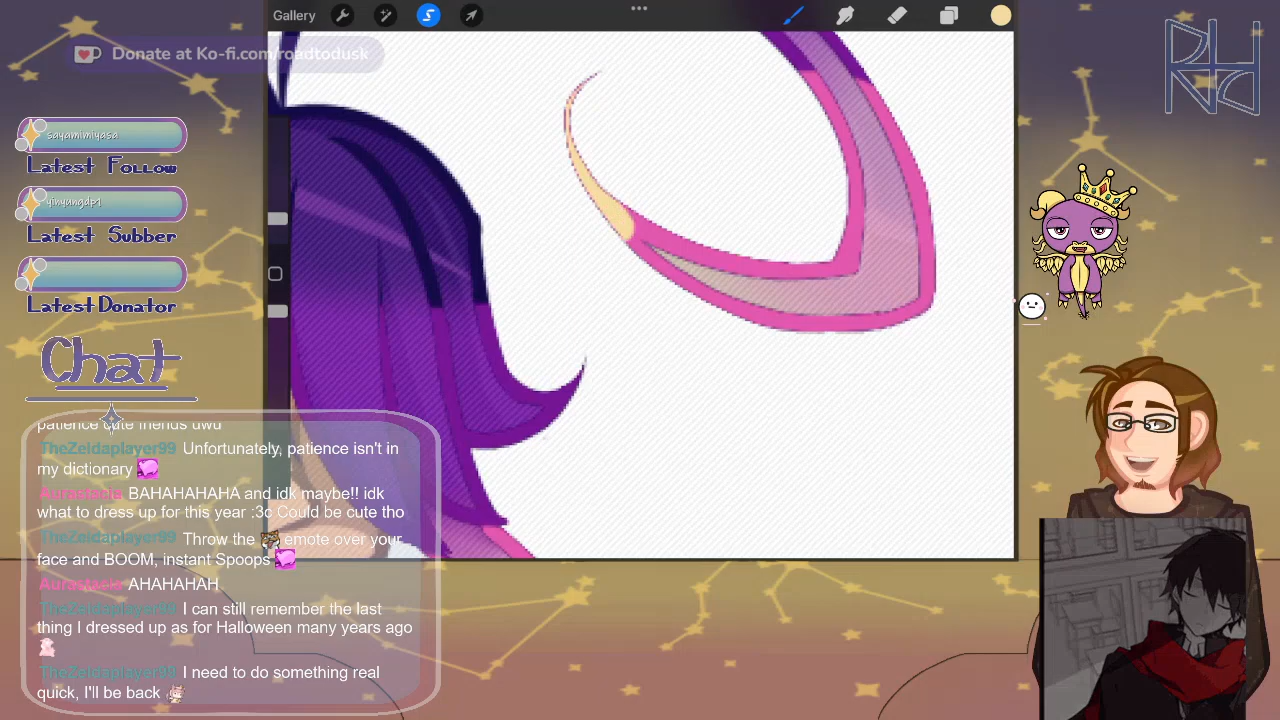 Gallery
Donate at Ko-fi.com/roadtodusk
sayamimiyasa
Latest Follow
yinyangdp1
Latest Subber
Latest Donator
Chat
patience cute friends uwu
TheZeldaplayer99 Unfortunately, patience isn't in
my dictionary
Aurastacia BAHAHAHAHA and idk maybe!! idk
what to dress up for this year :3c Could be cute tho
TheZeldaplayer99 Throw the emote over your
face and BOOM, instant Spoops
Aurastacia AHAHAHAH
TheZeldaplayer99 I can still remember the last
thing I dressed up as for Halloween many years ago
TheZeldaplayer99 I need to do something real
quick, I'll be back